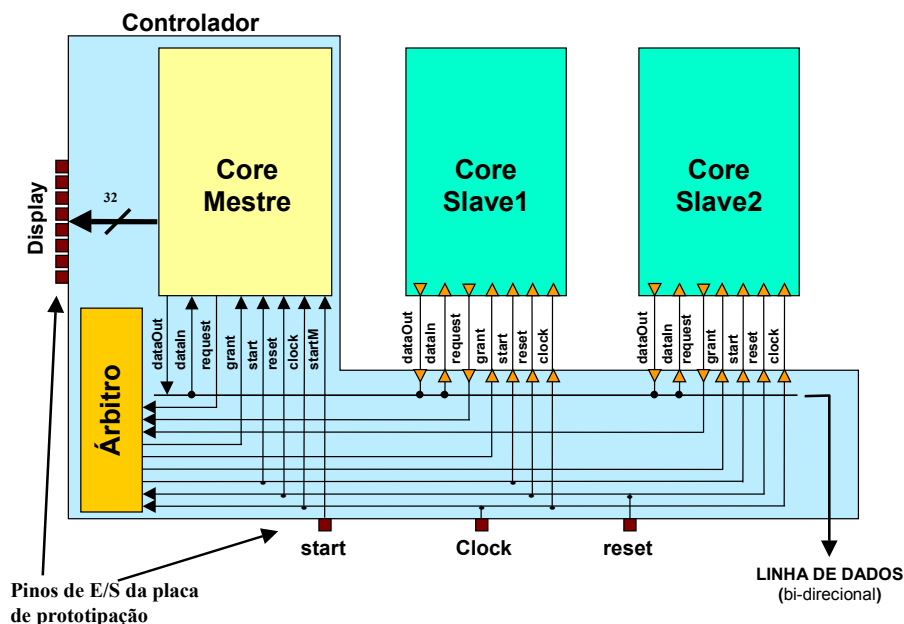 Controlador
Core
Mestre
Core
Slave1
Core
Slave2
32
Display
dataOut
dataIn
request
grant
start
reset
clock
startM
dataOut
dataIn
request
grant
start
reset
clock
dataOut
dataIn
request
grant
start
reset
clock
Árbitro
start
Clock
reset
LINHA DE DADOS
(bi-direcional)
Pinos de E/S da placa
de prototipação